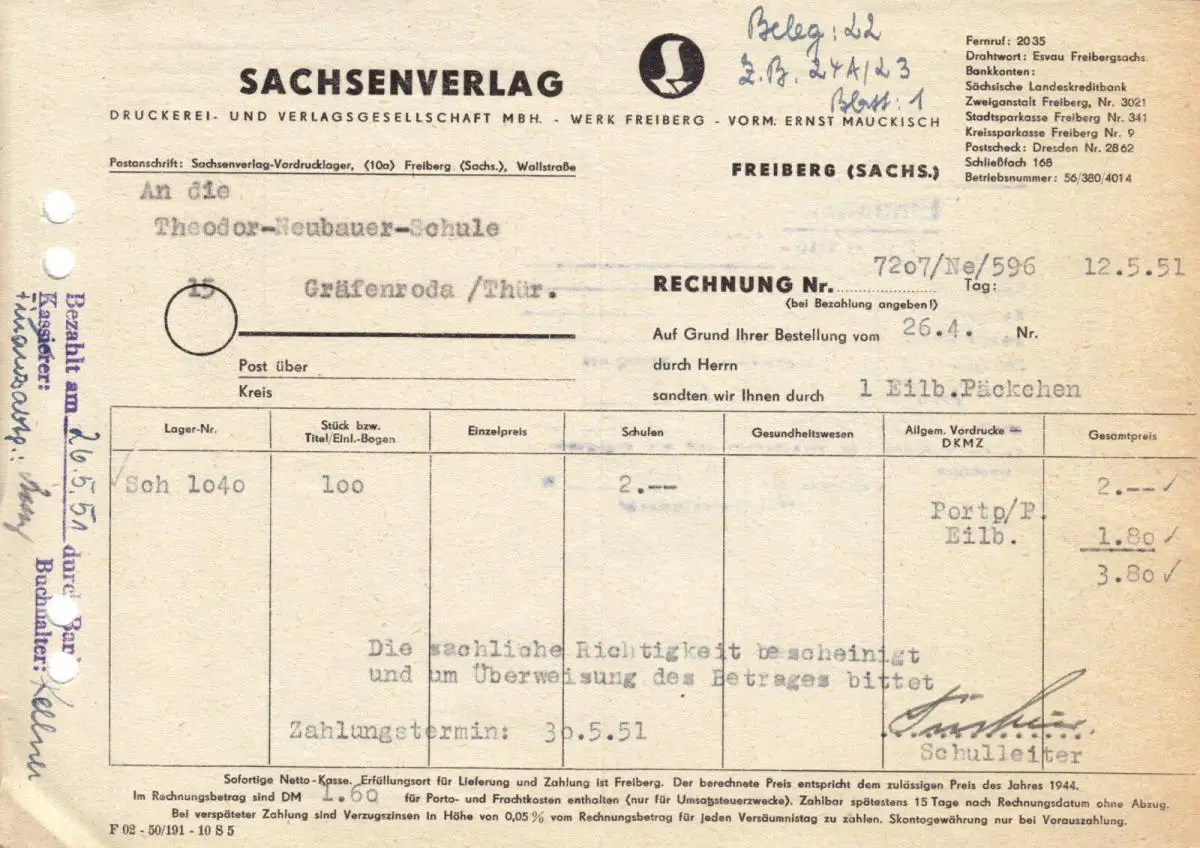 Beleg: 22
Z.B. 24A/23
Blatt: 1
SACHSENVERLAG
DRUCKEREI- UND VERLAGSGESELLSCHAFT MBH. - WERK FREIBERG - VORM. ERNST MAUCKISCH
Fernruf: 2035
Drahtwort: Esvau Freibergsachs.
Bankkonten:
Sächsische Landeskreditbank
Zweiganstalt Freiberg, Nr. 3021
Stadtsparkasse Freiberg Nr. 341
Kreissparkasse Freiberg Nr. 9
Postscheck: Dresden Nr. 2862
Schließfach 168
Betriebsnummer: 56/380/4014
Postanschrift: Sachsenverlag-Vordrucklager, (10a) Freiberg (Sachs.), Wallstraße
FREIBERG (SACHS.)
An die
Theodor-Neubauer-Schule
15 Gräfenroda /Thür.
Post über
Kreis
RECHNUNG Nr. 7207/Ne/596 Tag: 12.5.51
(bei Bezahlung angeben!)
Auf Grund Ihrer Bestellung vom 26.4. Nr.
durch Herrn
sandten wir Ihnen durch 1 Eilb.Päckchen
Lager-Nr. Stück bzw. Titel/Einl.-Bogen Einzelpreis Schulen Gesundheitswesen Allgem. Vordrucke DKMZ Gesamtpreis
Sch 1040 100 2.-- 2.--
Portp/P.
Eilb. 1.80
3.80
Die sachliche Richtigkeit bescheinigt
und um Überweisung des Betrages bittet
Zahlungstermin: 30.5.51
Schulleiter
Sofortige Netto-Kasse. Erfüllungsort für Lieferung und Zahlung ist Freiberg. Der berechnete Preis entspricht dem zulässigen Preis des Jahres 1944.
Im Rechnungsbetrag sind DM 1.60 für Porto- und Frachtkosten enthalten (nur für Umsatzsteuerzwecke). Zahlbar spätestens 15 Tage nach Rechnungsdatum ohne Abzug.
Bei verspäteter Zahlung sind Verzugszinsen in Höhe von 0,05 % vom Rechnungsbetrag für jeden Versäumnistag zu zahlen. Skontogewährung nur bei Vorauszahlung.
F 02 - 50/191 - 10 S 5
Bezahlt am 26.5.51 durch Bar
Kassierer: Buchhalter: Kellner